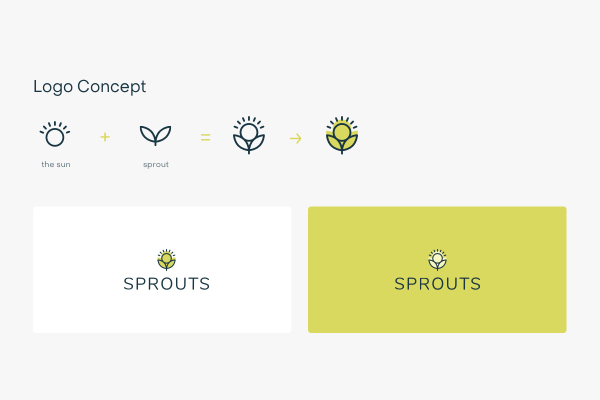 Logo Concept
+ = →
the sun
sprout
SPROUTS
SPROUTS